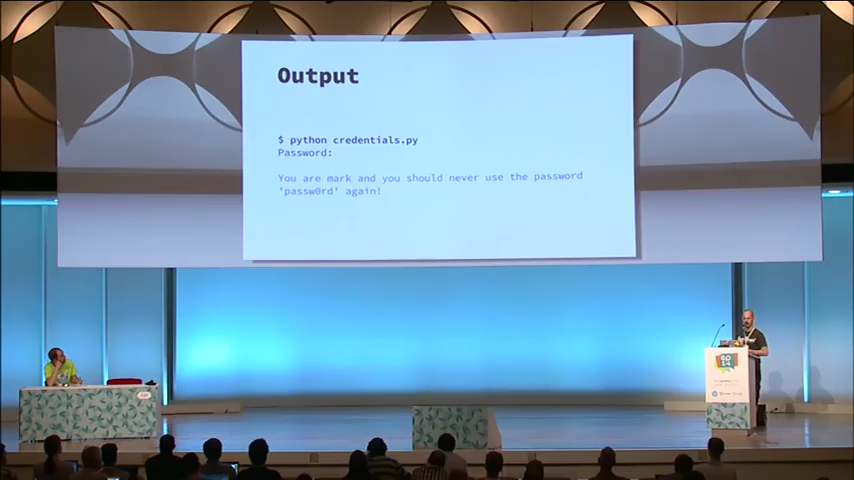 Output
$ python credentials.py
Password:
You are mark and you should never use the password
'passw0rd' again!